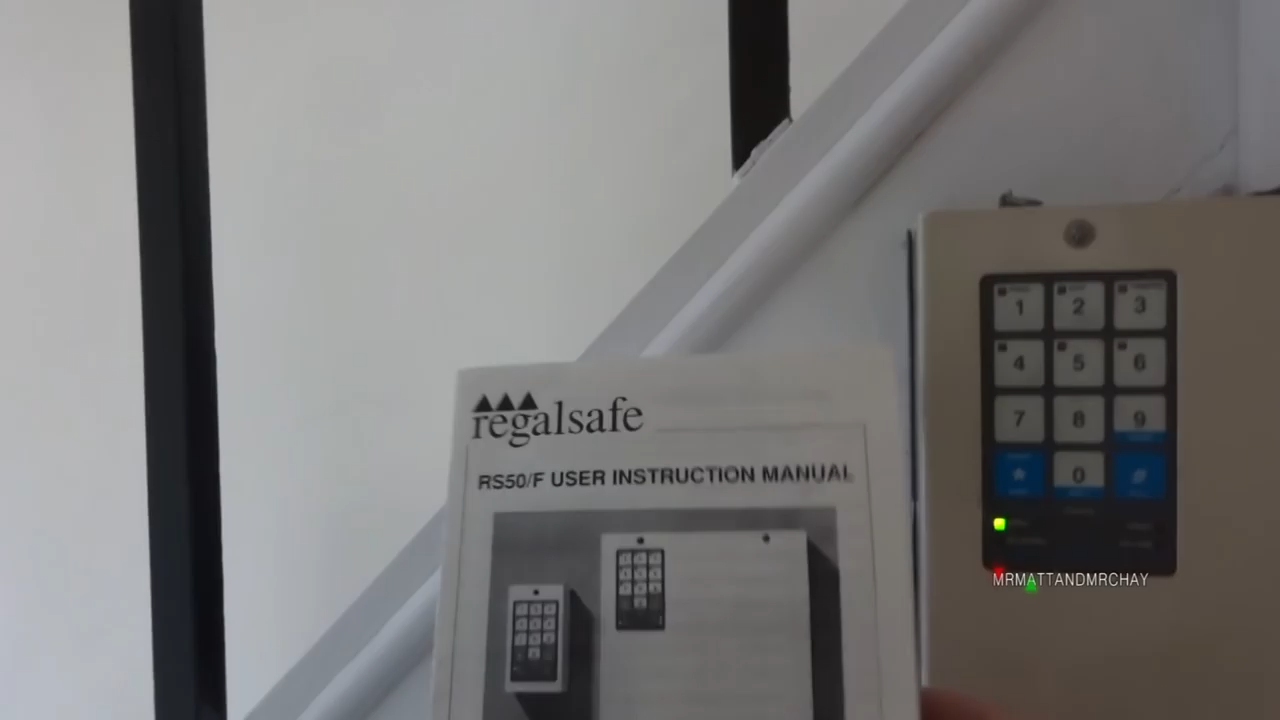 regalsafe
RS50/F USER INSTRUCTION MANUAL
1 2 3
4 5 6
7 8 9
0
MRMATTANDMRCHAY